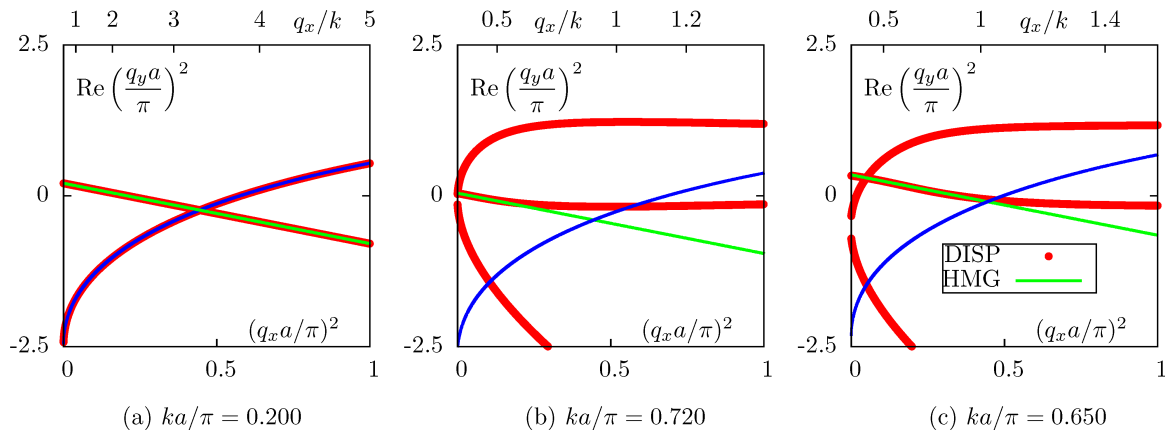 1 2 3 4 q_x/k 5
2.5
Re (q_y a / π)^2
0
-2.5
(q_x a/π)^2
0 0.5 1
(a) ka/π = 0.200
0.5 q_x/k 1 1.2
2.5
Re (q_y a / π)^2
0
-2.5
(q_x a/π)^2
0 0.5 1
(b) ka/π = 0.720
0.5 1 q_x/k 1.4
2.5
Re (q_y a / π)^2
0
DISP
HMG
-2.5
(q_x a/π)^2
0 0.5 1
(c) ka/π = 0.650